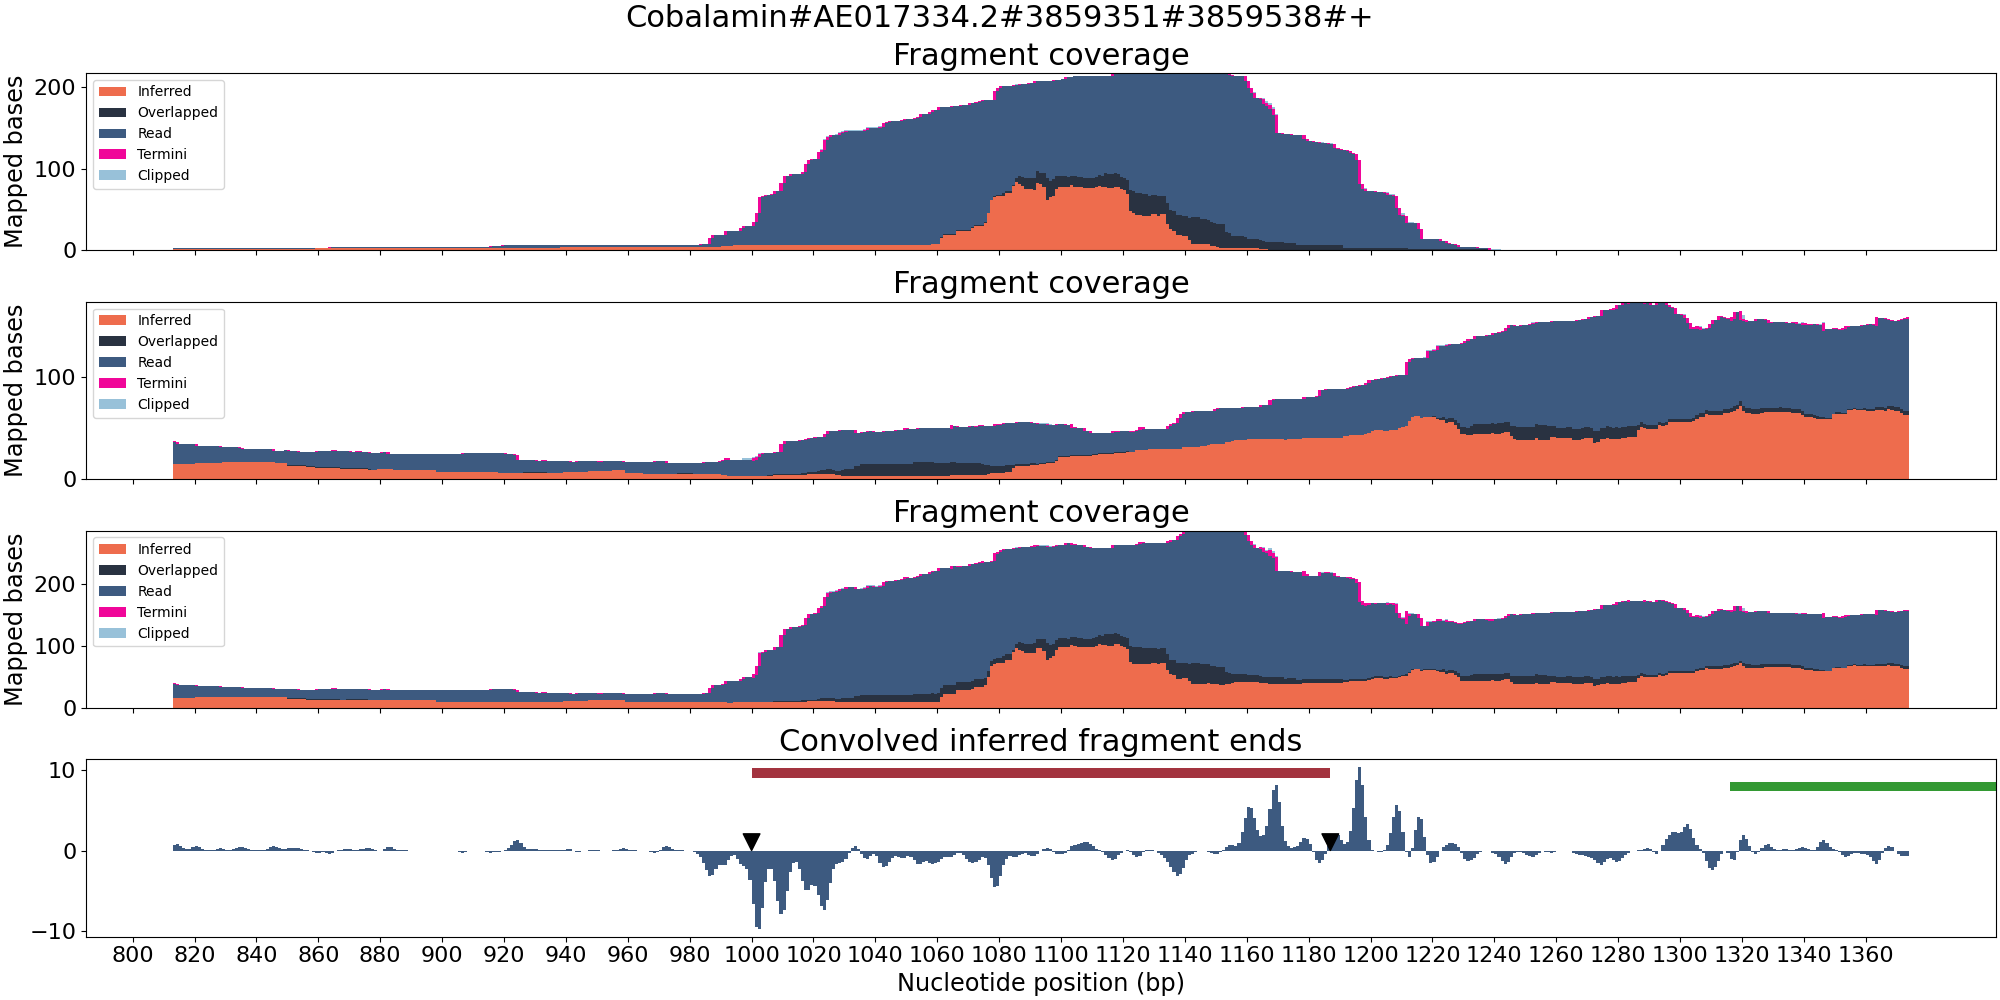 Cobalamin#AE017334.2#3859351#3859538#+
Fragment coverage
Mapped bases
200
100
0
Inferred
Overlapped
Read
Termini
Clipped
Fragment coverage
Mapped bases
100
0
Inferred
Overlapped
Read
Termini
Clipped
Fragment coverage
Mapped bases
200
100
0
Inferred
Overlapped
Read
Termini
Clipped
Convolved inferred fragment ends
10
0
−10
800 820 840 860 880 900 920 940 960 980 1000 1020 1040 1060 1080 1100 1120 1140 1160 1180 1200 1220 1240 1260 1280 1300 1320 1340 1360
Nucleotide position (bp)